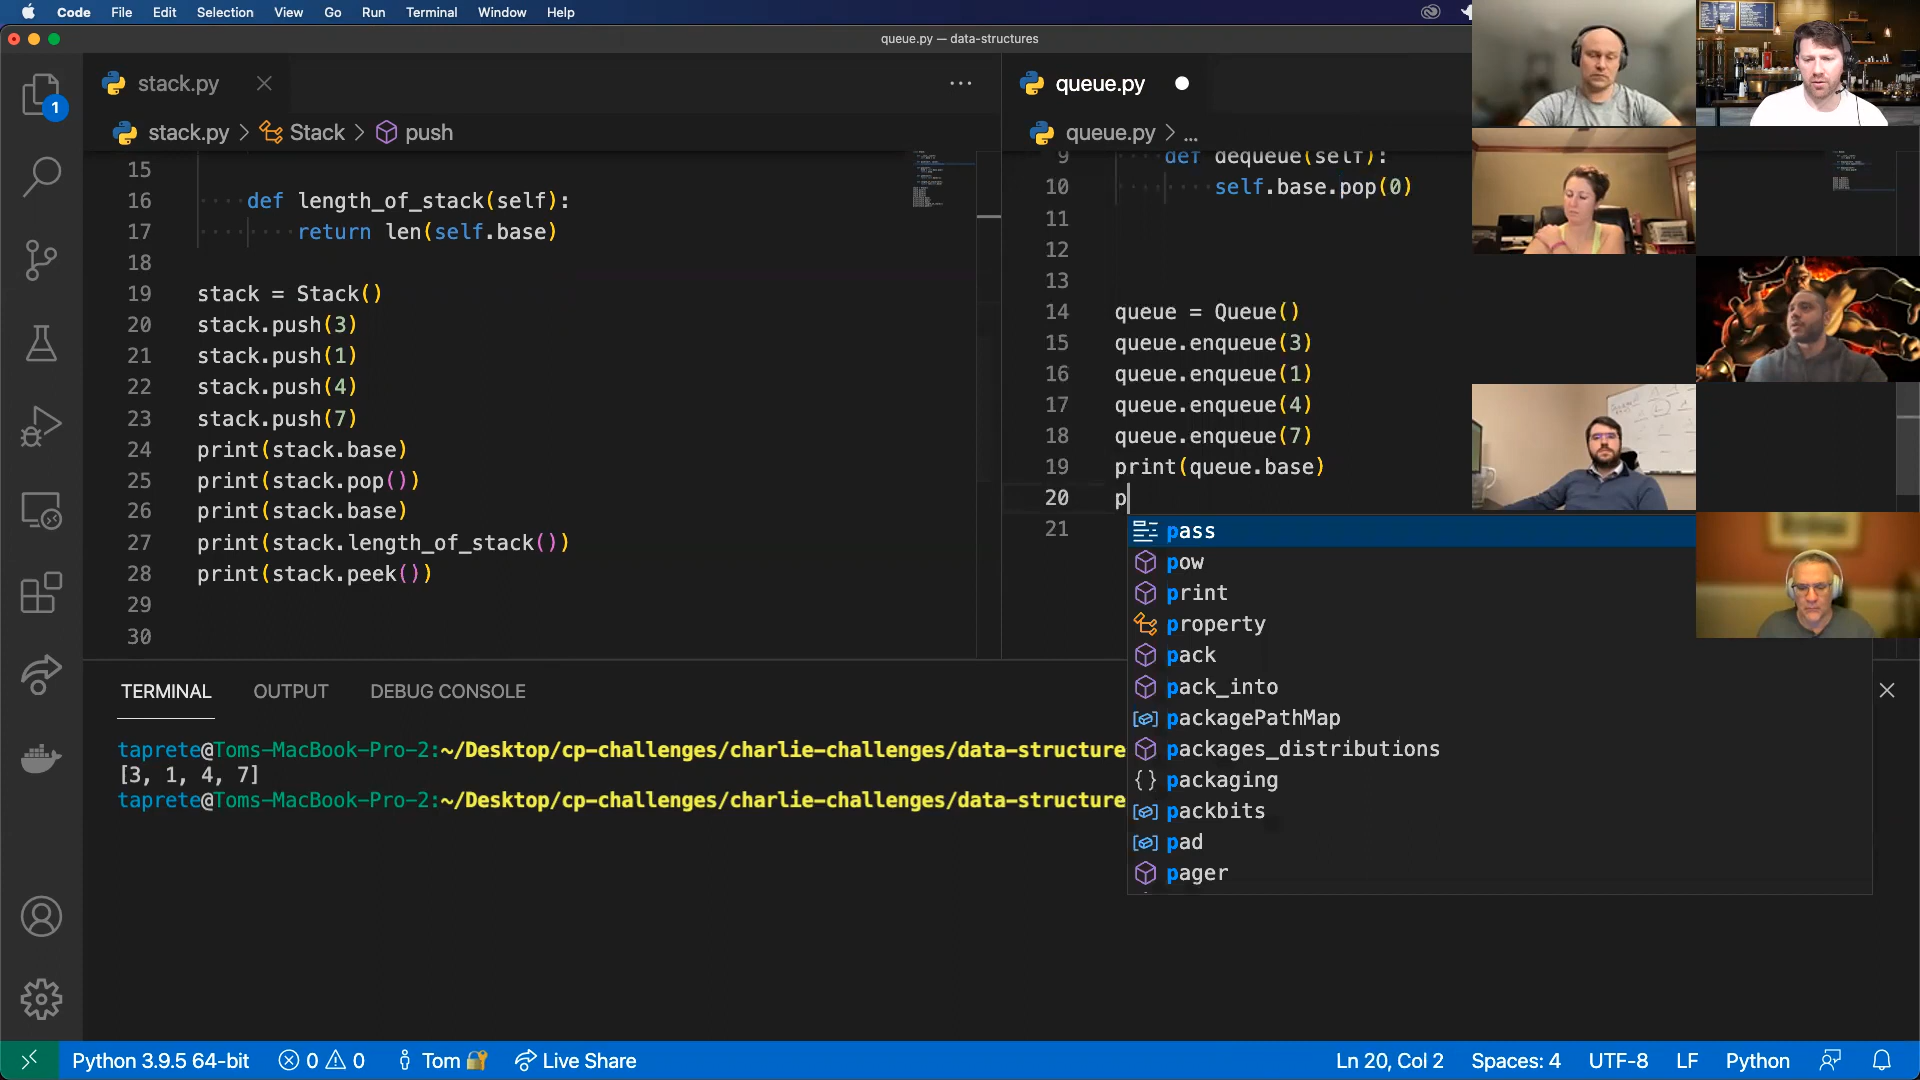 Code File Edit Selection View Go Run Terminal Window Help
queue.py — data-structures
1
stack.py
stack.py > Stack > push
15
16 def length_of_stack(self):
17 return len(self.base)
18
19 stack = Stack()
20 stack.push(3)
21 stack.push(1)
22 stack.push(4)
23 stack.push(7)
24 print(stack.base)
25 print(stack.pop())
26 print(stack.base)
27 print(stack.length_of_stack())
28 print(stack.peek())
29
30
queue.py
queue.py > ...
9 def dequeue(self):
10 self.base.pop(0)
11
12
13
14 queue = Queue()
15 queue.enqueue(3)
16 queue.enqueue(1)
17 queue.enqueue(4)
18 queue.enqueue(7)
19 print(queue.base)
20 p
21
pass
pow
print
property
pack
pack_into
packagePathMap
packages_distributions
packaging
packbits
pad
pager
TERMINAL OUTPUT DEBUG CONSOLE
taprete@Toms-MacBook-Pro-2:~/Desktop/cp-challenges/charlie-challenges/data-structure
[3, 1, 4, 7]
taprete@Toms-MacBook-Pro-2:~/Desktop/cp-challenges/charlie-challenges/data-structure
Python 3.9.5 64-bit 0 0 Tom Live Share Ln 20, Col 2 Spaces: 4 UTF-8 LF Python